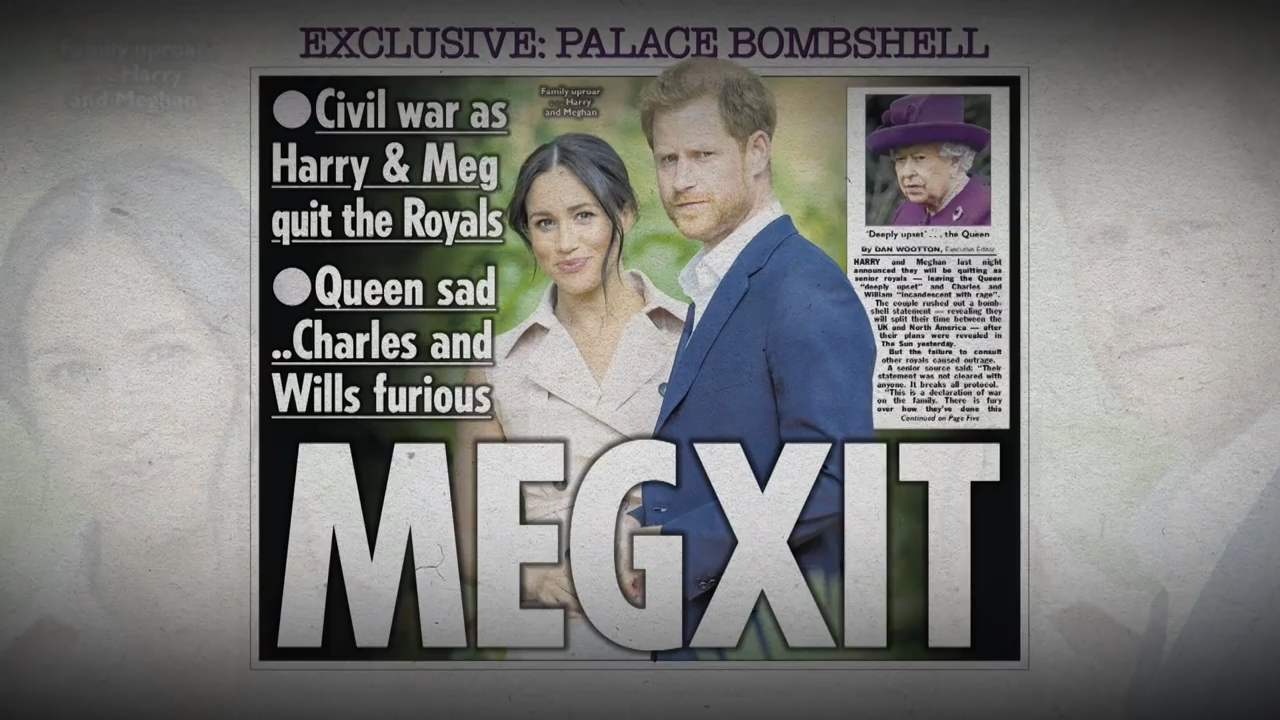 EXCLUSIVE: PALACE BOMBSHELL
Family uproar
... Harry
and Meghan
●Civil war as
Harry & Meg
quit the Royals
●Queen sad
..Charles and
Wills furious
Family uproar
... Harry
and Meghan
'Deeply upset' ... the Queen
By DAN WOOTTON, Executive Editor
HARRY and Meghan last night
announced they will be quitting as
senior royals — leaving the Queen
"deeply upset" and Charles and
William "incandescent with rage".
The couple rushed out a bomb-
shell statement — revealing they
will split their time between the
UK and North America — after
their plans were revealed in
The Sun yesterday.
But the failure to consult
other royals caused outrage.
A senior source said: "Their
statement was not cleared with
anyone. It breaks all protocol.
"This is a declaration of war
on the family. There is fury
over how they've done this
Continued on Page Five
MEGXIT